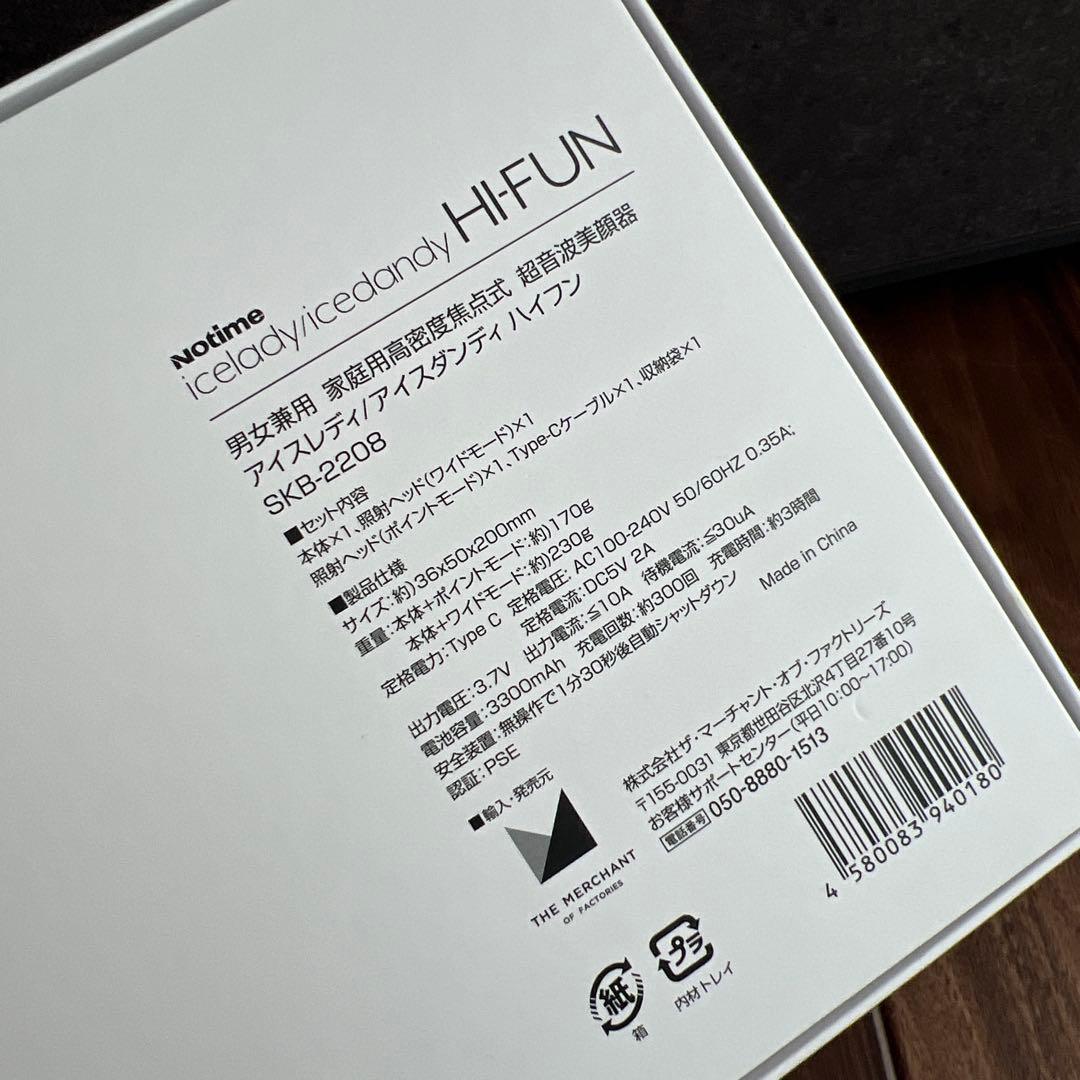 Notime
icelady/icedandy HI-FUN
男女兼用 家庭用高密度焦点式 超音波美顔器
アイスレディ/アイスダンディ ハイフン
SKB-2208
■セット内容
本体×1、照射ヘッド(ワイドモード)×1
照射ヘッド(ポイントモード)×1、Type-Cケーブル×1、収納袋×1
■製品仕様
サイズ:約)36x50x200mm
重量:本体+ポイントモード:約)170g
本体+ワイドモード:約)230g
定格電力:Type C 定格電圧:AC100-240V 50/60HZ 0.35A;
定格電流:DC5V 2A
出力電圧:3.7V 出力電流:≦10A 待機電流:≦30uA
電池容量:3300mAh 充電回数:約300回 充電時間:約3時間
安全装置:無操作で1分30秒後自動シャットダウン
認証:PSE
Made in China
■輸入・発売元
THE MERCHANT
OF FACTORIES
株式会社ザ・マーチャント・オブ・ファクトリーズ
〒155-0031 東京都世田谷区北沢4丁目27番10号
お客様サポートセンター(平日10:00~17:00)
電話番号 050-8880-1513
4 580083 940180
紙
箱
プラ
内材トレイ